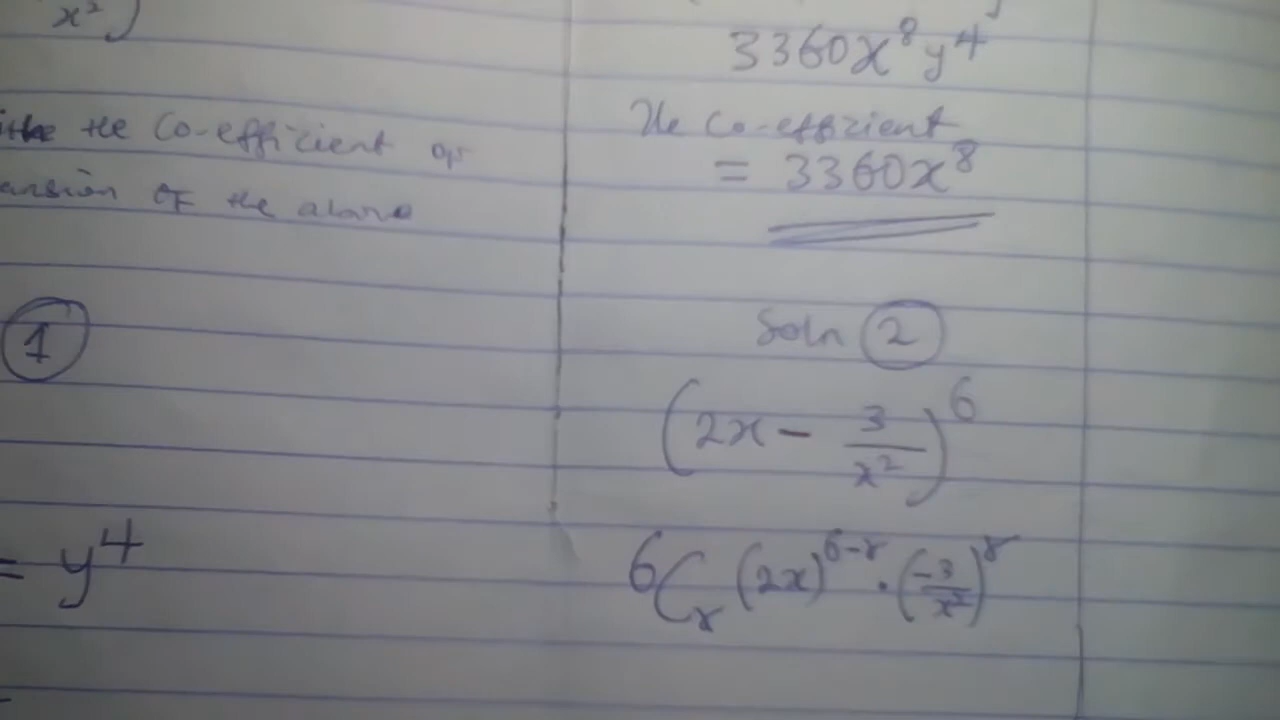 x²)
the co-efficient of
ansion of the above
①
= y⁴
3360x⁸y⁴
The co-efficient
= 3360x⁸
Soln ②
(2x - 3/x²)⁶
⁶Cᵣ (2x)⁶⁻ʳ · (-3/x²)ʳ